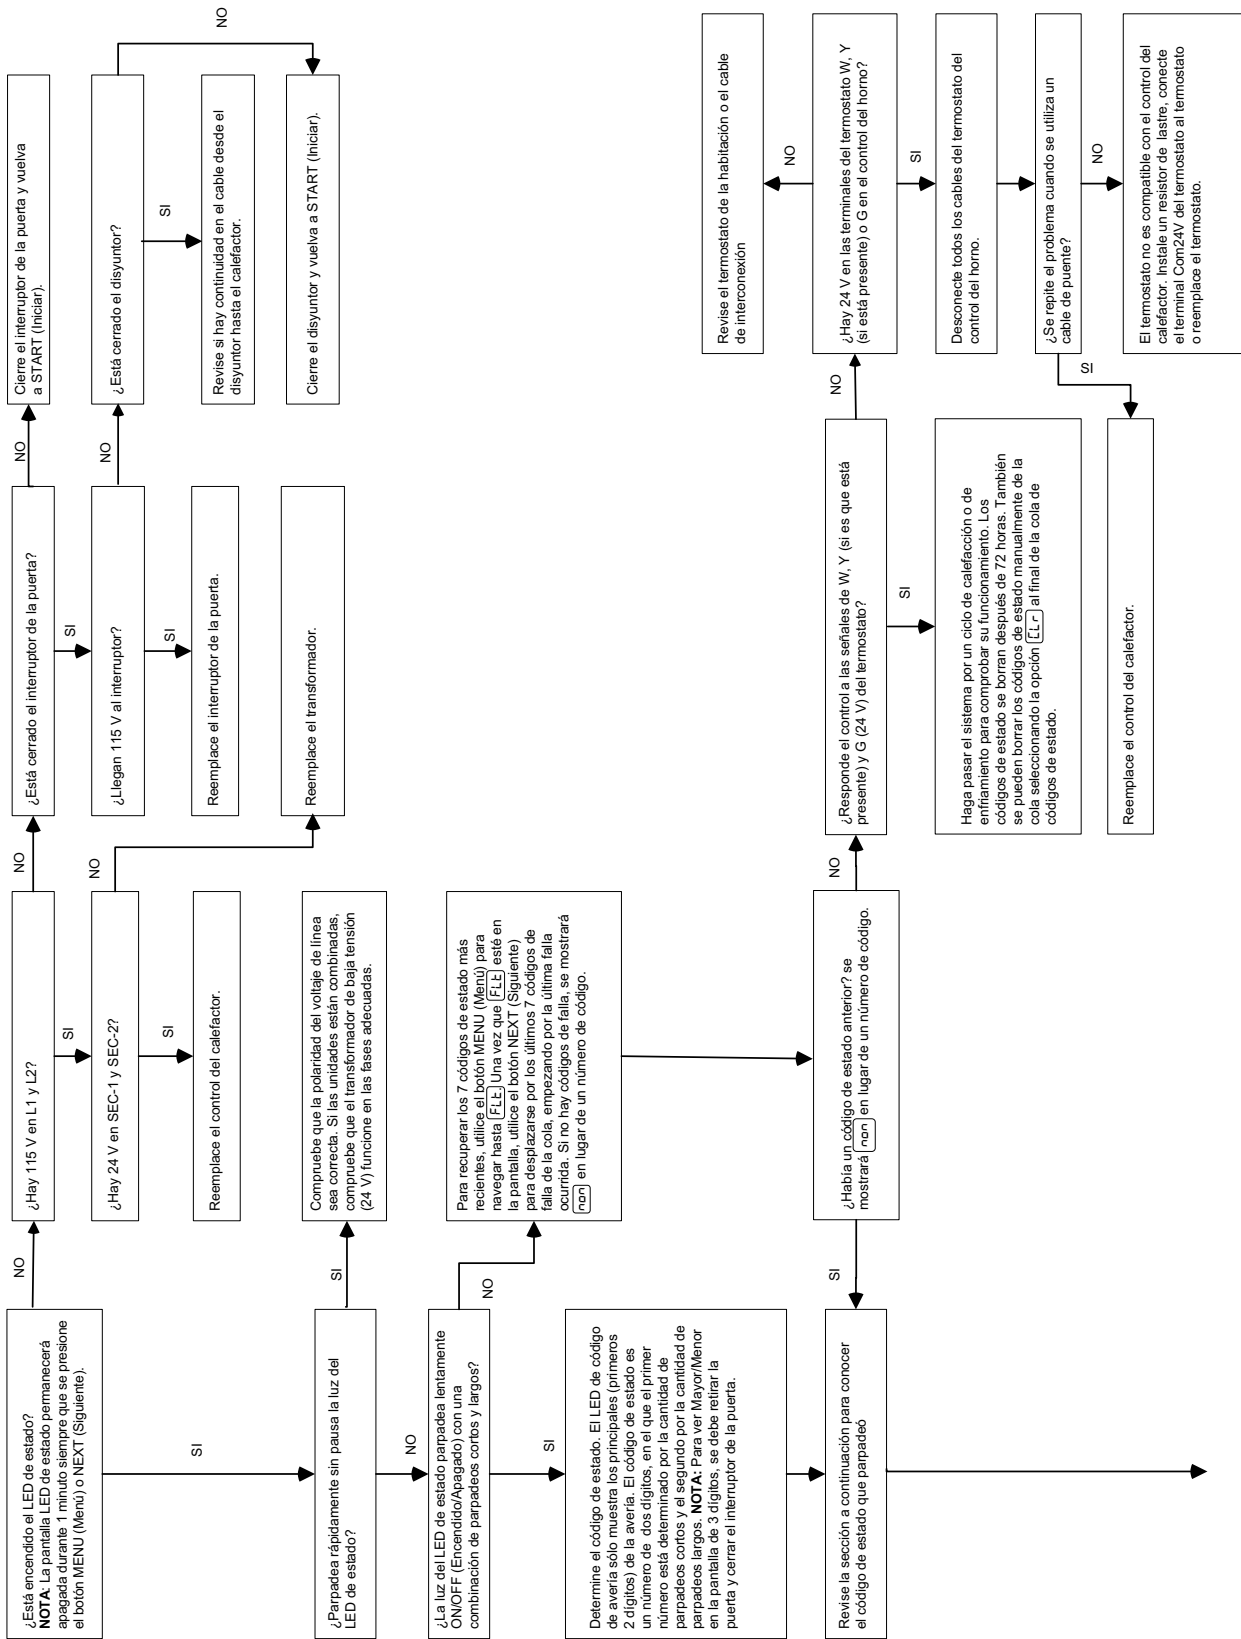 ¿Está encendido el LED de estado?
NOTA: La pantalla LED de estado permanecerá
apagada durante 1 minuto siempre que se presione
el botón MENU (Menú) o NEXT (Siguiente).
NO
¿Hay 115 V en L1 y L2?
NO
¿Está cerrado el interruptor de la puerta?
NO
Cierre el interruptor de la puerta y vuelva
a START (Iniciar).
SI
¿Hay 24 V en SEC-1 y SEC-2?
NO
SI
¿Llegan 115 V al interruptor?
NO
¿Está cerrado el disyuntor?
NO
SI
Reemplace el control del calefactor.
SI
Reemplace el interruptor de la puerta.
SI
Revise si hay continuidad en el cable desde el
disyuntor hasta el calefactor.
Reemplace el transformador.
Cierre el disyuntor y vuelva a START (Iniciar).
SI
¿Parpadea rápidamente sin pausa la luz del
LED de estado?
SI
Compruebe que la polaridad del voltaje de línea
sea correcta. Si las unidades están combinadas,
compruebe que el transformador de baja tensión
(24 V) funcione en las fases adecuadas.
NO
¿La luz del LED de estado parpadea lentamente
ON/OFF (Encendido/Apagado) con una
combinación de parpadeos cortos y largos?
NO
Para recuperar los 7 códigos de estado más
recientes, utilice el botón MENU (Menú) para
navegar hasta FLt. Una vez que FLt esté en
la pantalla, utilice el botón NEXT (Siguiente)
para desplazarse por los últimos 7 códigos de
falla de la cola, empezando por la última falla
ocurrida. Si no hay códigos de falla, se mostrará
non en lugar de un número de código.
SI
Determine el código de estado. El LED de código
de avería sólo muestra los principales (primeros
2 dígitos) de la avería. El código de estado es
un número de dos dígitos, en el que el primer
número está determinado por la cantidad de
parpadeos cortos y el segundo por la cantidad de
parpadeos largos. NOTA: Para ver Mayor/Menor
en la pantalla de 3 dígitos, se debe retirar la
puerta y cerrar el interruptor de la puerta.
Revise la sección a continuación para conocer
el código de estado que parpadeó
SI
¿Había un código de estado anterior? se
mostrará non en lugar de un número de código.
NO
¿Responde el control a las señales de W, Y (si es que está
presente) y G (24 V) del termostato?
NO
¿Hay 24 V en las terminales del termostato W, Y
(si está presente) o G en el control del horno?
NO
Revise el termostato de la habitación o el cable
de interconexión
SI
Haga pasar el sistema por un ciclo de calefacción o de
enfriamiento para comprobar su funcionamiento. Los
códigos de estado se borran después de 72 horas. También
se pueden borrar los códigos de estado manualmente de la
cola seleccionando la opción CLr al final de la cola de
códigos de estado.
SI
Desconecte todos los cables del termostato del
control del horno.
¿Se repite el problema cuando se utiliza un
cable de puente?
SI
Reemplace el control del calefactor.
NO
El termostato no es compatible con el control del
calefactor. Instale un resistor de lastre, conecte
el terminal Com24V del termostato al termostato
o reemplace el termostato.